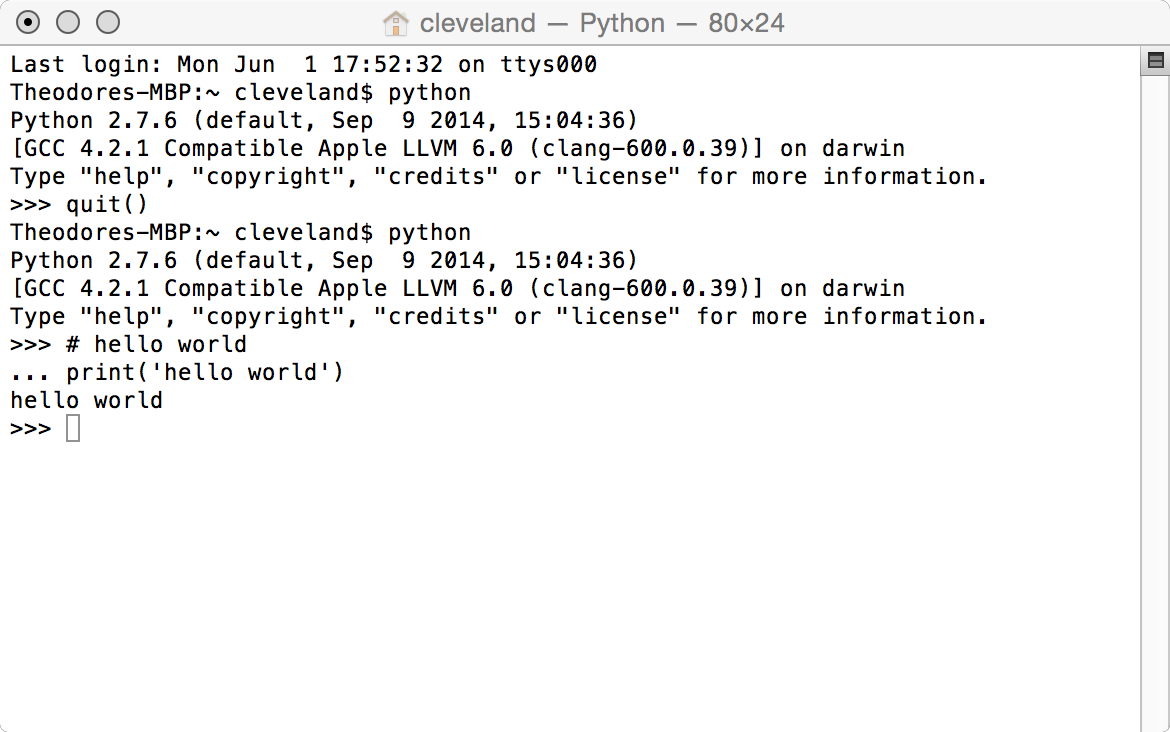 cleveland — Python — 80×24
Last login: Mon Jun  1 17:52:32 on ttys000
Theodores-MBP:~ cleveland$ python
Python 2.7.6 (default, Sep  9 2014, 15:04:36)
[GCC 4.2.1 Compatible Apple LLVM 6.0 (clang-600.0.39)] on darwin
Type "help", "copyright", "credits" or "license" for more information.
>>> quit()
Theodores-MBP:~ cleveland$ python
Python 2.7.6 (default, Sep  9 2014, 15:04:36)
[GCC 4.2.1 Compatible Apple LLVM 6.0 (clang-600.0.39)] on darwin
Type "help", "copyright", "credits" or "license" for more information.
>>> # hello world
... print('hello world')
hello world
>>>